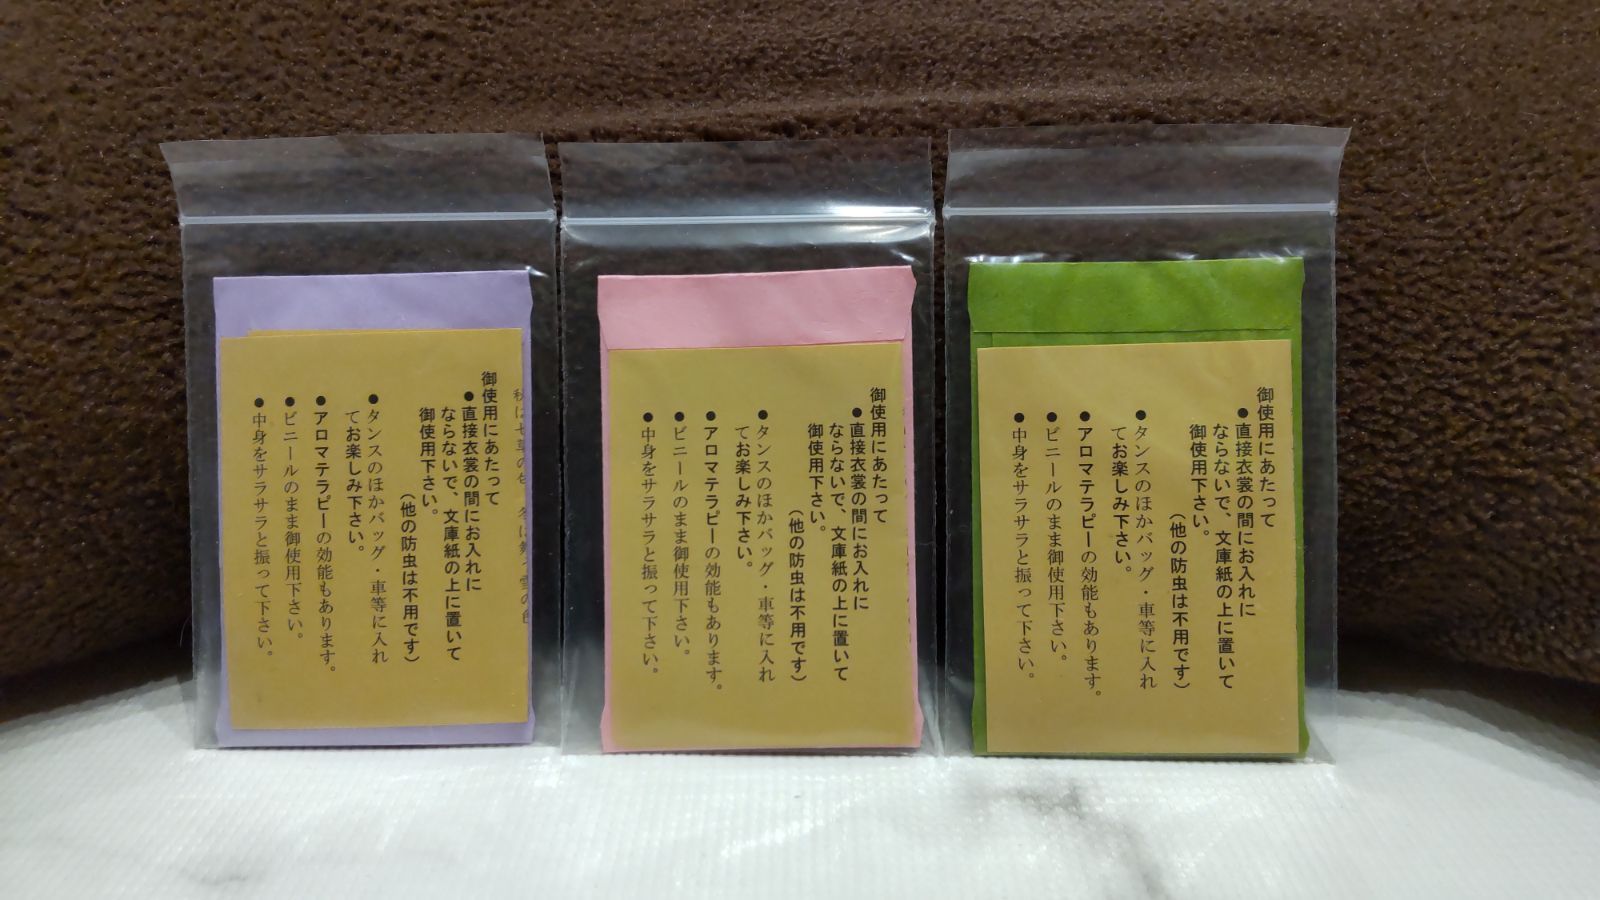 御使用にあたって
●直接衣裳の間にお入れに
ならないで、文庫紙の上に置いて
御使用下さい。
(他の防虫は不用です)
●タンスのほかバッグ・車等に入れ
てお楽しみ下さい。
●アロマテラピーの効能もあります。
●ビニールのまま御使用下さい。
●中身をサラサラと振って下さい。
御使用にあたって
●直接衣裳の間にお入れに
ならないで、文庫紙の上に置いて
御使用下さい。
(他の防虫は不用です)
●タンスのほかバッグ・車等に入れ
てお楽しみ下さい。
●アロマテラピーの効能もあります。
●ビニールのまま御使用下さい。
●中身をサラサラと振って下さい。
御使用にあたって
●直接衣裳の間にお入れに
ならないで、文庫紙の上に置いて
御使用下さい。
(他の防虫は不用です)
●タンスのほかバッグ・車等に入れ
てお楽しみ下さい。
●アロマテラピーの効能もあります。
●ビニールのまま御使用下さい。
●中身をサラサラと振って下さい。